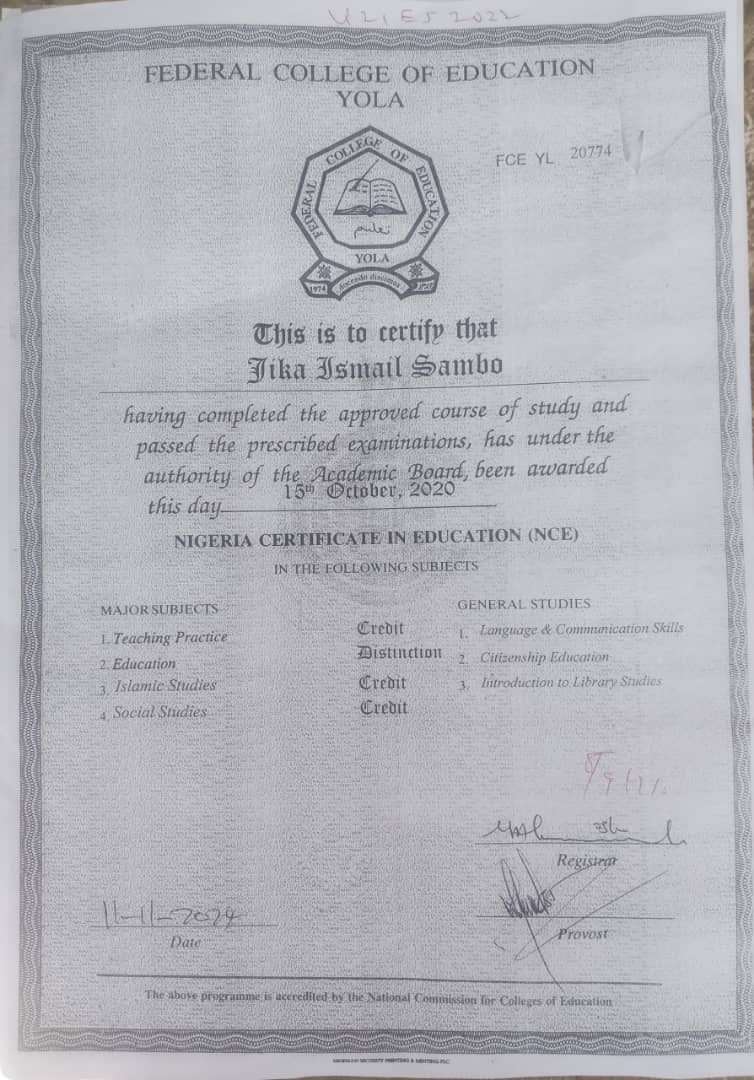 FEDERAL COLLEGE OF EDUCATION
YOLA
FCE YL 20774
FEDERAL COLLEGE OF EDUCATION
تعليم
YOLA
1974
docendo discimus
This is to certify that
Jika Ismail Sambo
having completed the approved course of study and
passed the prescribed examinations, has under the
authority of the Academic Board, been awarded
this day 15th October, 2020
NIGERIA CERTIFICATE IN EDUCATION (NCE)
IN THE FOLLOWING SUBJECTS
MAJOR SUBJECTS
1. Teaching Practice Credit
2. Education Distinction
3. Islamic Studies Credit
4. Social Studies Credit
GENERAL STUDIES
1. Language & Communication Skills
2. Citizenship Education
3. Introduction to Library Studies
Registrar
11-11-2024
Date
Provost
The above programme is accredited by the National Commission for Colleges of Education